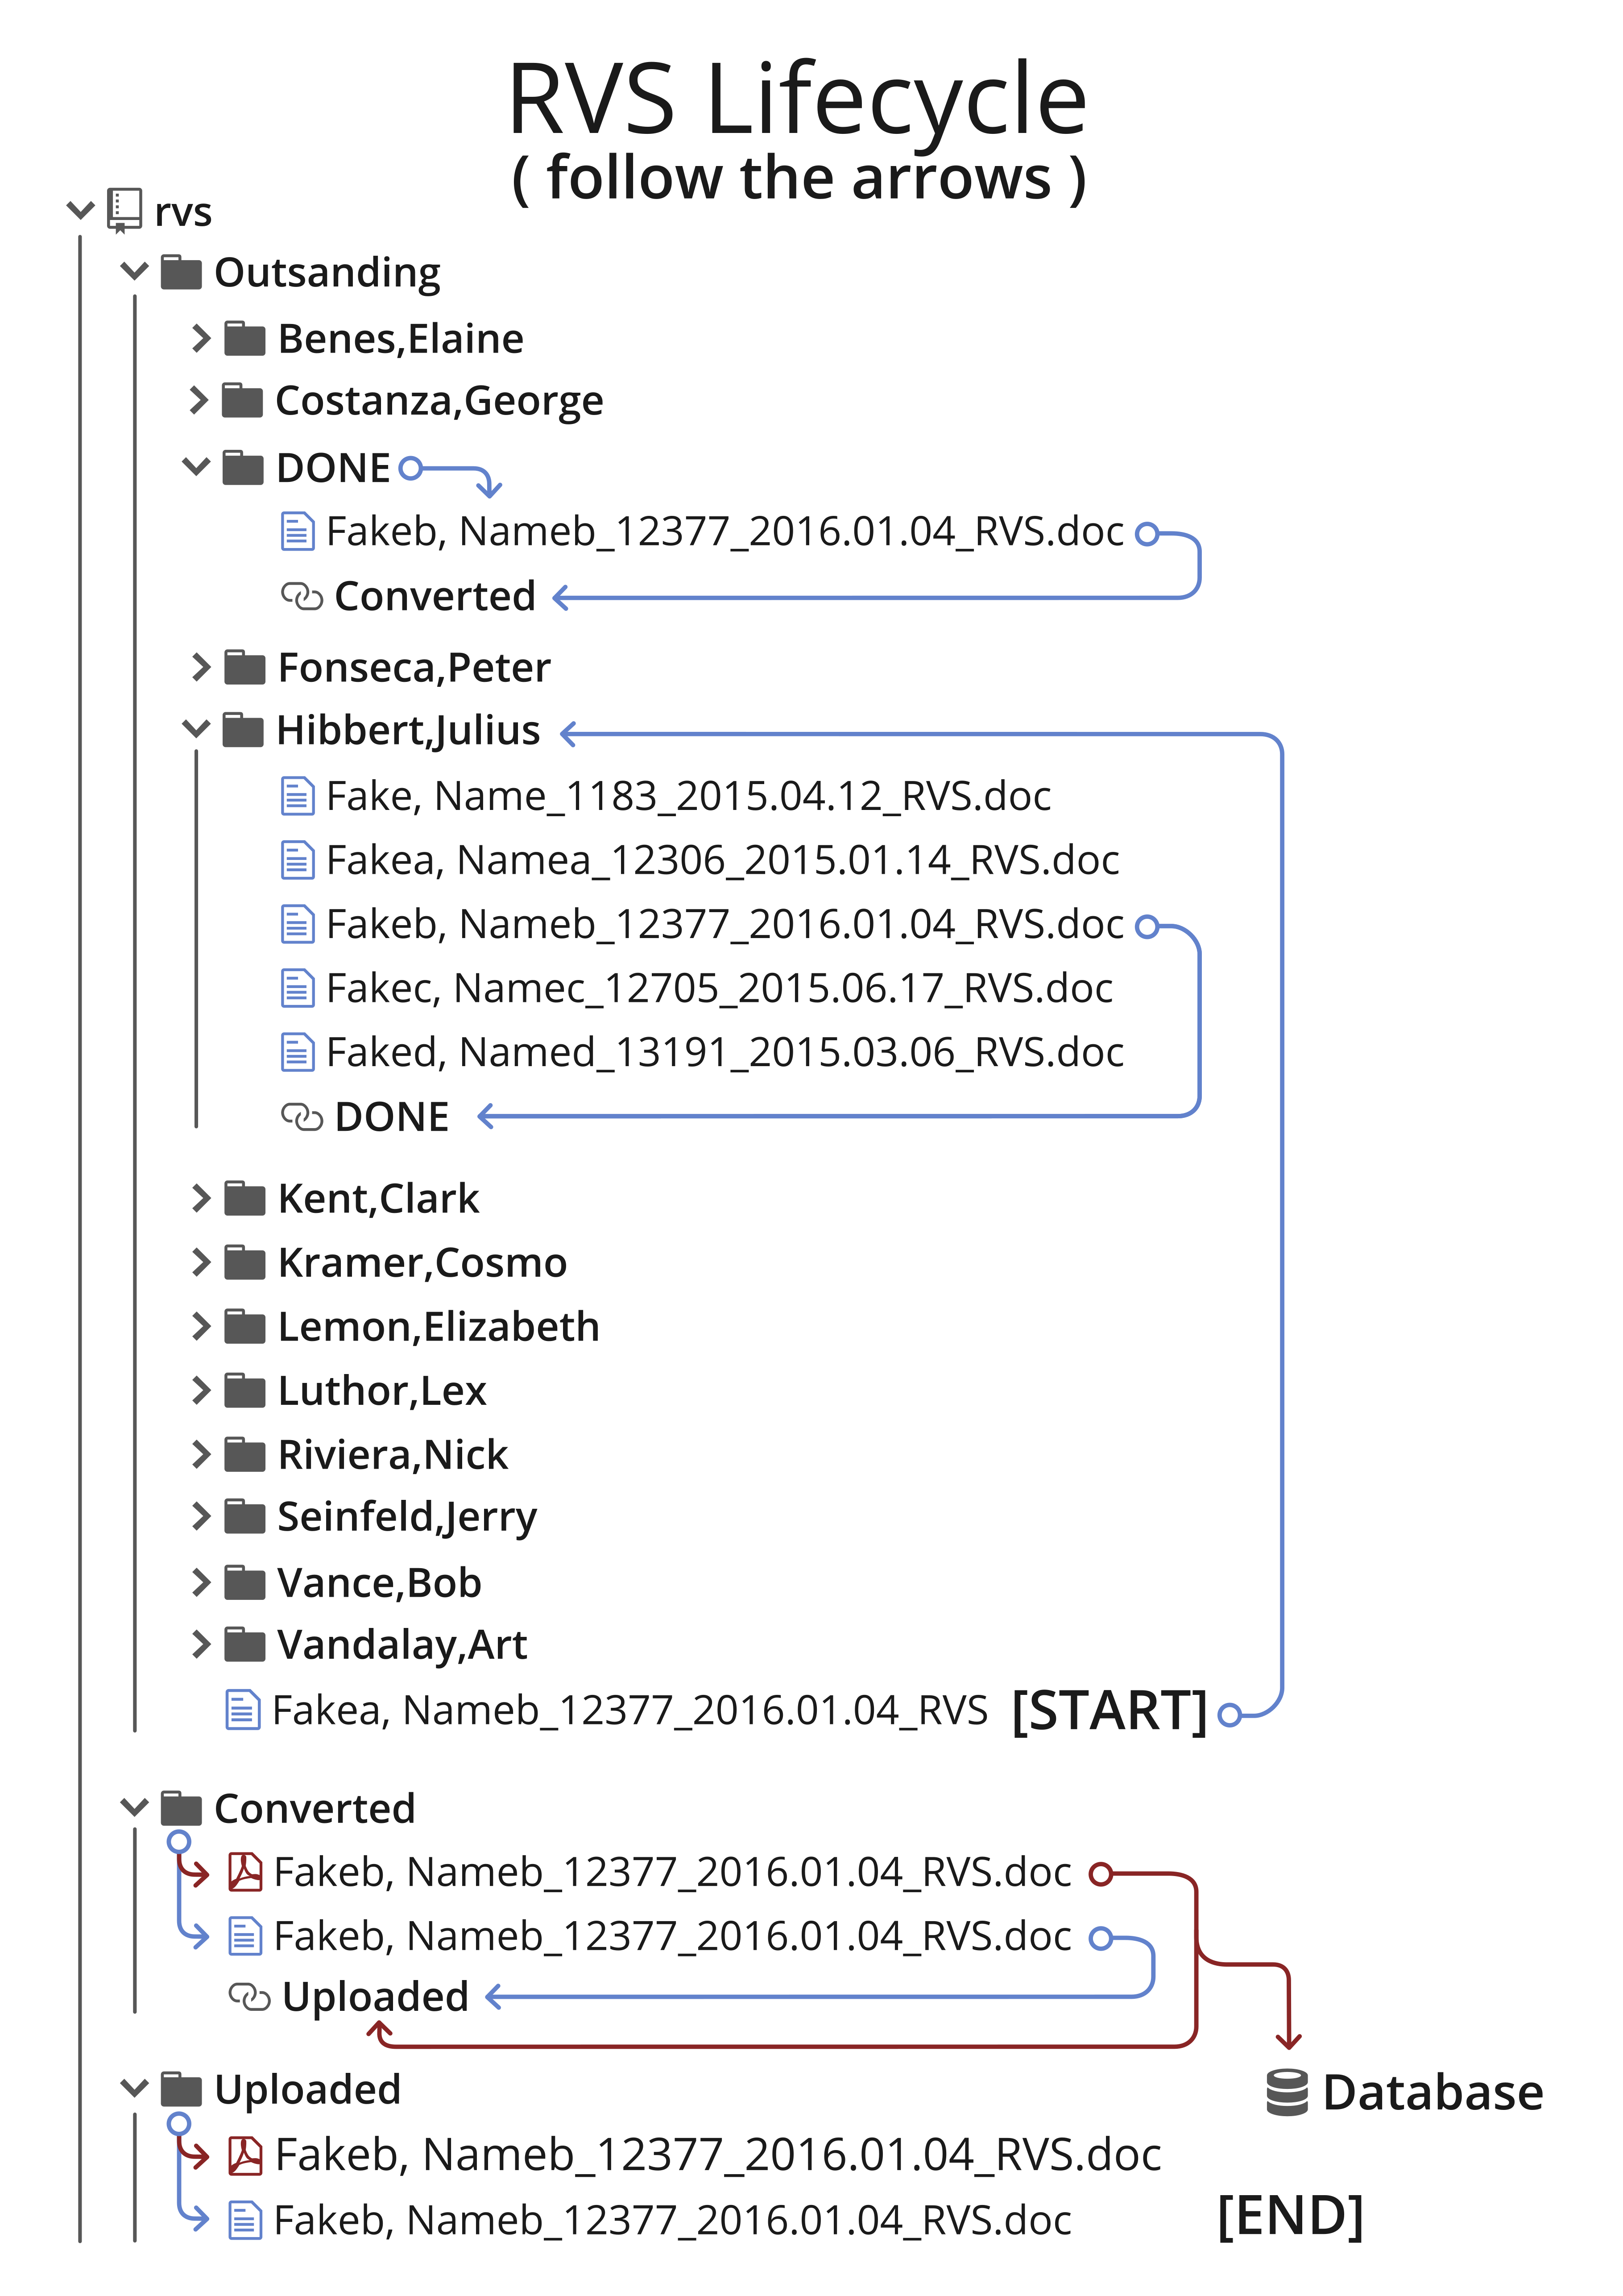 RVS Lifecycle
( follow the arrows )
rvs
Outsanding
Benes,Elaine
Costanza,George
DONE
Fakeb, Nameb_12377_2016.01.04_RVS.doc
Converted
Fonseca,Peter
Hibbert,Julius
Fake, Name_1183_2015.04.12_RVS.doc
Fakea, Namea_12306_2015.01.14_RVS.doc
Fakeb, Nameb_12377_2016.01.04_RVS.doc
Fakec, Namec_12705_2015.06.17_RVS.doc
Faked, Named_13191_2015.03.06_RVS.doc
DONE
Kent,Clark
Kramer,Cosmo
Lemon,Elizabeth
Luthor,Lex
Riviera,Nick
Seinfeld,Jerry
Vance,Bob
Vandalay,Art
Fakea, Nameb_12377_2016.01.04_RVS [START]
Converted
Fakeb, Nameb_12377_2016.01.04_RVS.doc
Fakeb, Nameb_12377_2016.01.04_RVS.doc
Uploaded
Uploaded
Database
Fakeb, Nameb_12377_2016.01.04_RVS.doc
Fakeb, Nameb_12377_2016.01.04_RVS.doc
[END]